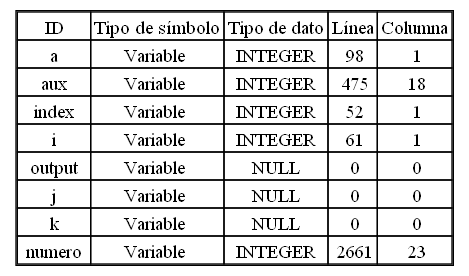 ID Tipo de símbolo Tipo de dato Línea Columna
a Variable INTEGER 98 1
aux Variable INTEGER 475 18
index Variable INTEGER 52 1
i Variable INTEGER 61 1
output Variable NULL 0 0
j Variable NULL 0 0
k Variable NULL 0 0
numero Variable INTEGER 2661 23